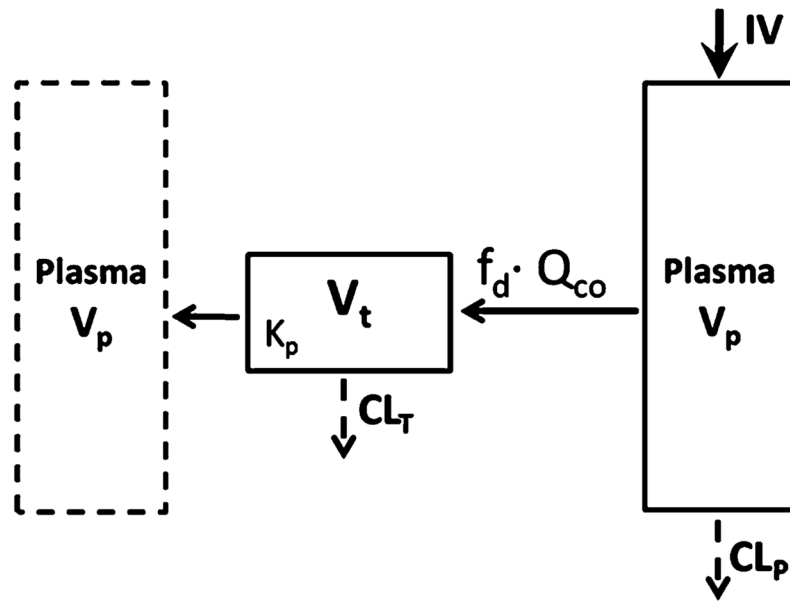 IV
Plasma
Vp
Vt
Kp
CLT
fd· Qco
Plasma
Vp
CLP